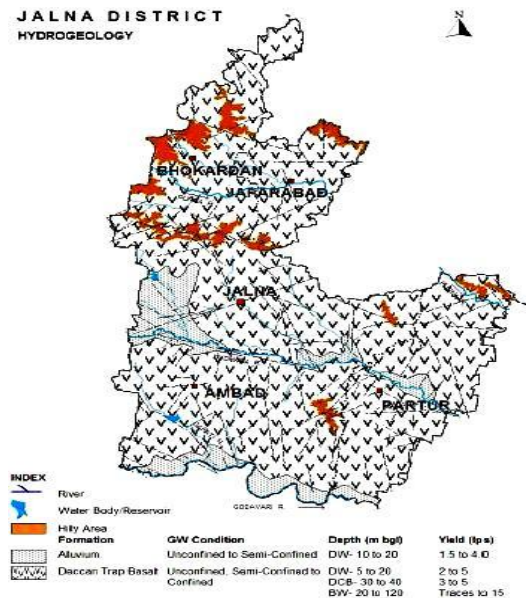 JALNA DISTRICT
HYDROGEOLOGY
N
BHOKARDAN
JAFARABAD
JALNA
AMBAD
PARTUR
GODAVARI R.
INDEX
River
Water Body/Reservoir
Hilly Area
Formation GW Condition Depth (m bgl) Yield (lps)
Alluvium Unconfined to Semi-Confined DW- 10 to 20 1.5 to 4.0
Deccan Trap Basalt Unconfined, Semi-Confined to DW- 5 to 20 2 to 5
Confined DCB- 30 to 40 3 to 5
BW- 20 to 120 Traces to 15